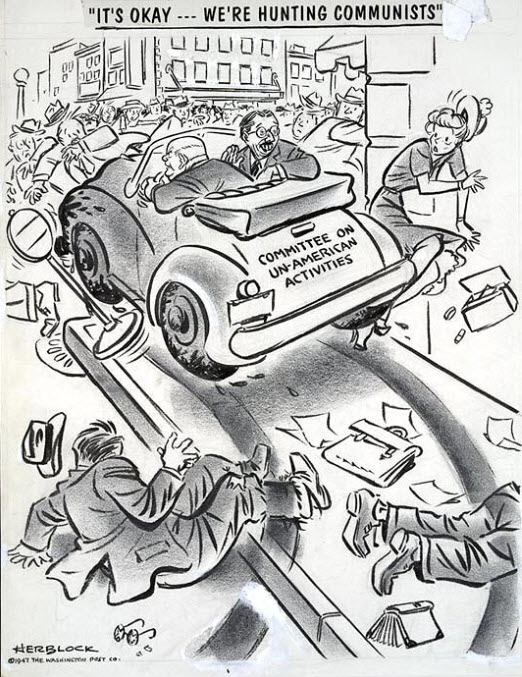 "IT'S OKAY --- WE'RE HUNTING COMMUNISTS"
COMMITTEE ON
UN-AMERICAN
ACTIVITIES
HERBLOCK
©1947 THE WASHINGTON POST CO.